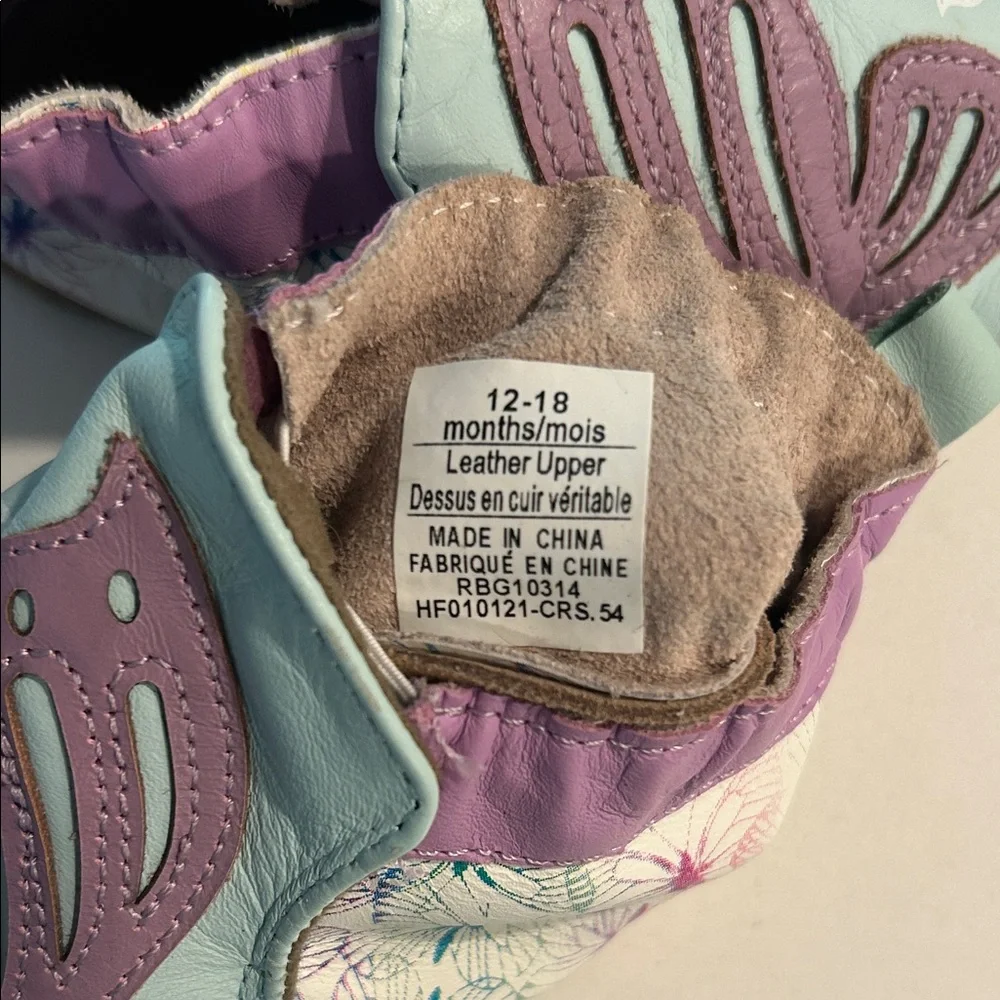 12-18
months/mois
Leather Upper
Dessus en cuir véritable
MADE IN CHINA
FABRIQUÉ EN CHINE
RBG10314
HF010121-CRS.54